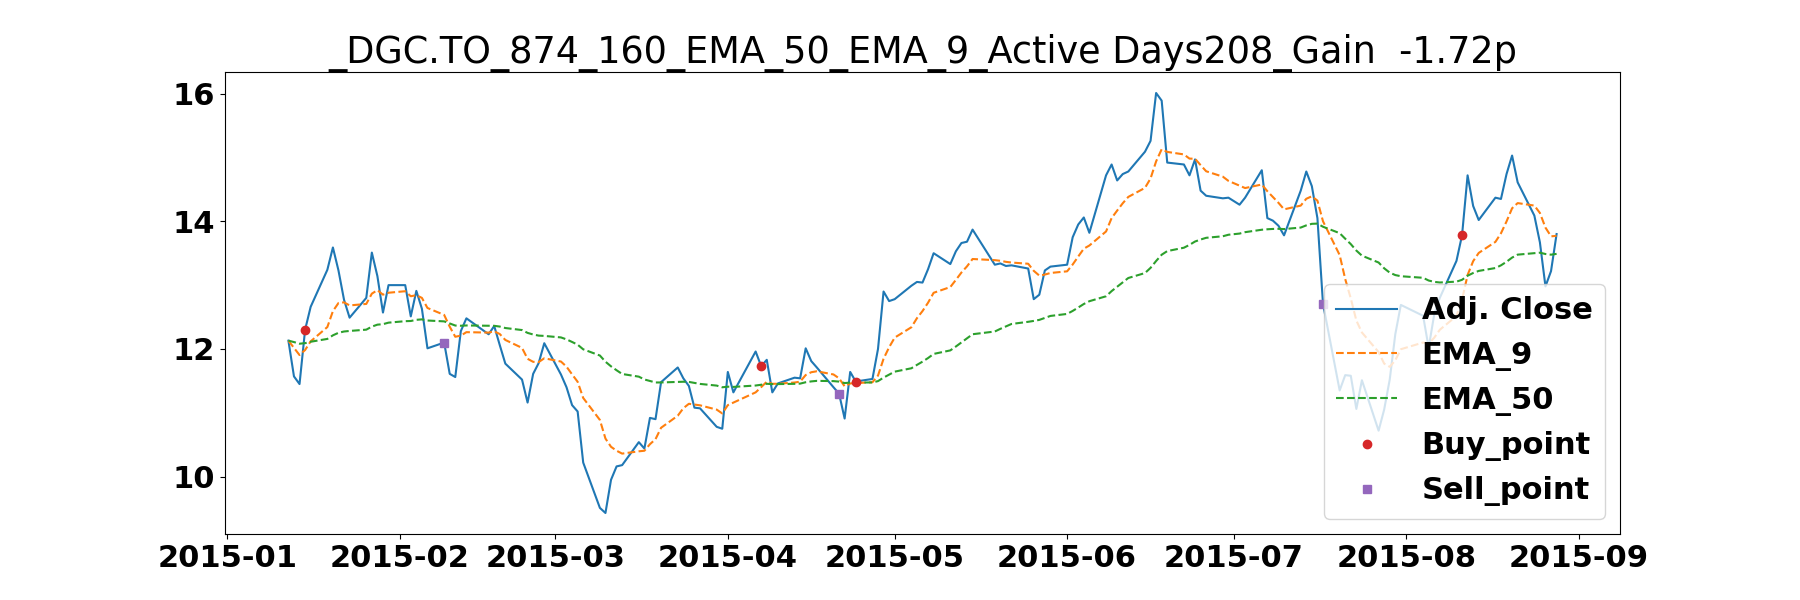 _DGC.TO_874_160_EMA_50_EMA_9_Active Days208_Gain  -1.72p
16
14
12
10
Adj. Close
EMA_9
EMA_50
Buy_point
Sell_point
2015-01 2015-02 2015-03 2015-04 2015-05 2015-06 2015-07 2015-08 2015-09